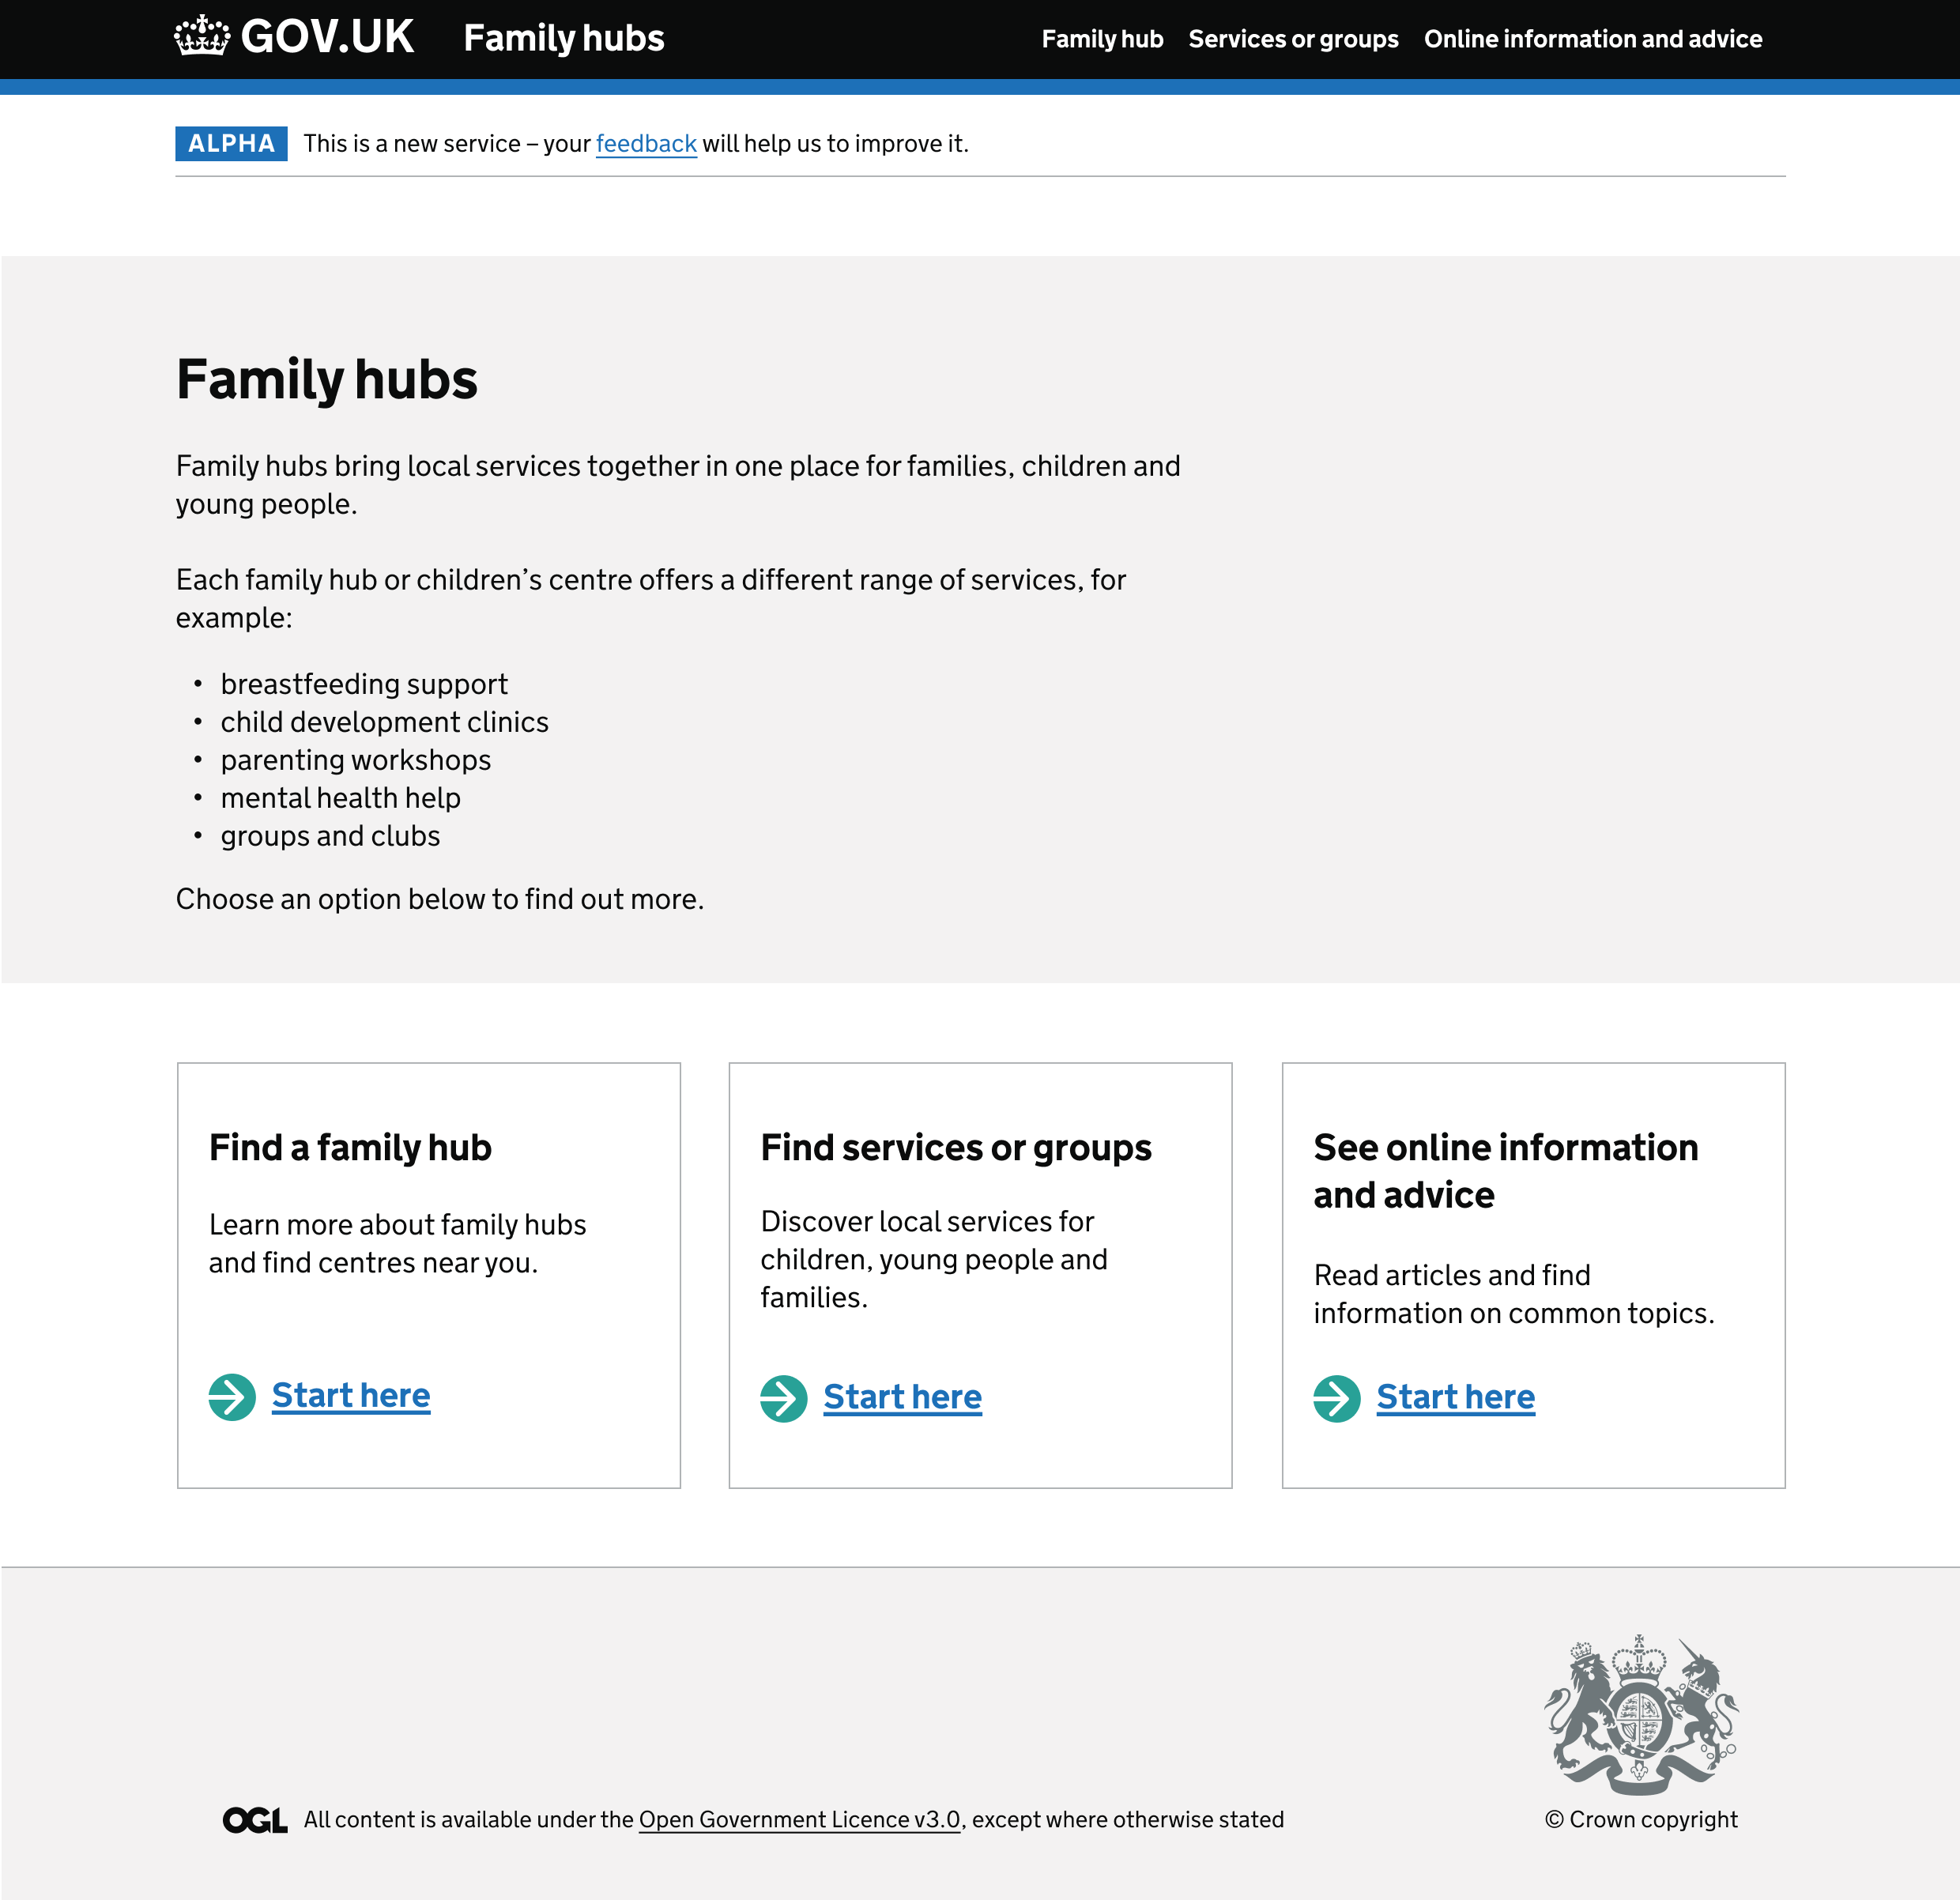 GOV.UK Family hubs Family hub Services or groups Online information and advice
ALPHA This is a new service – your feedback will help us to improve it.
Family hubs
Family hubs bring local services together in one place for families, children and
young people.
Each family hub or children’s centre offers a different range of services, for
example:
• breastfeeding support
• child development clinics
• parenting workshops
• mental health help
• groups and clubs
Choose an option below to find out more.
Find a family hub
Learn more about family hubs
and find centres near you.
Start here
Find services or groups
Discover local services for
children, young people and
families.
Start here
See online information
and advice
Read articles and find
information on common topics.
Start here
OGL All content is available under the Open Government Licence v3.0, except where otherwise stated
© Crown copyright